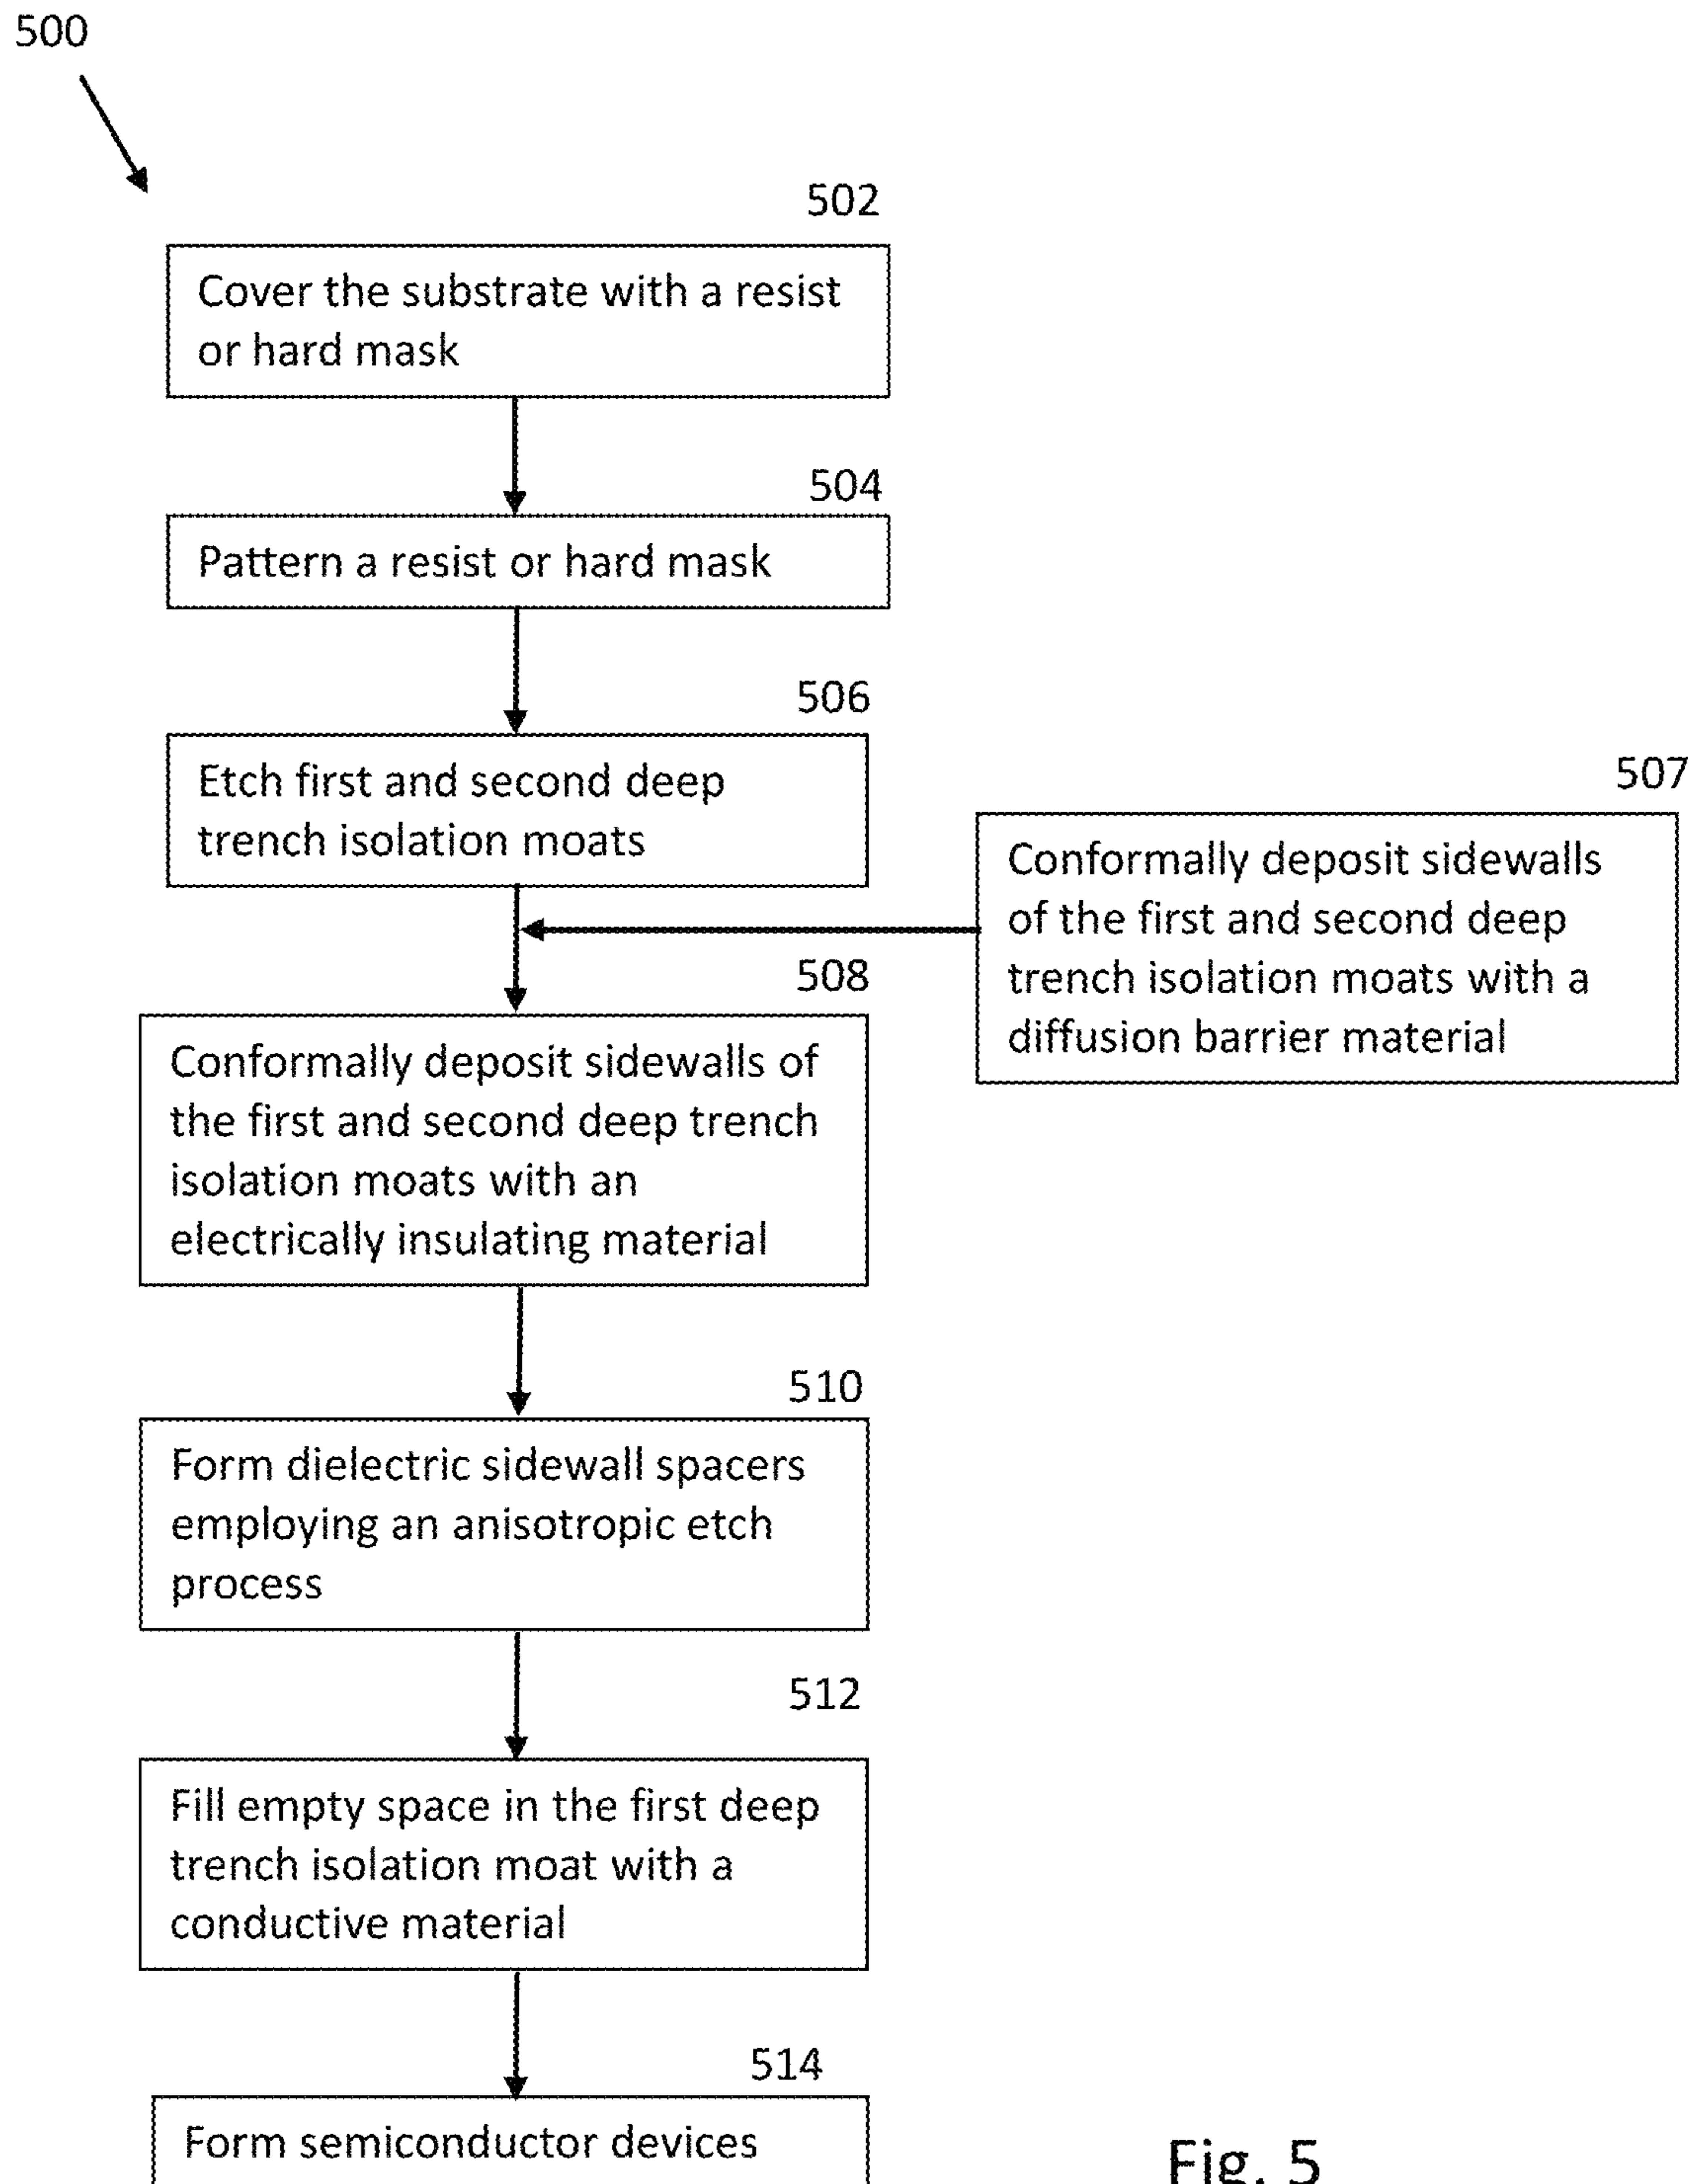 500
502
Cover the substrate with a resist
or hard mask
504
Pattern a resist or hard mask
506
Etch first and second deep
trench isolation moats
507
Conformally deposit sidewalls
of the first and second deep
trench isolation moats with a
diffusion barrier material
508
Conformally deposit sidewalls of
the first and second deep trench
isolation moats with an
electrically insulating material
510
Form dielectric sidewall spacers
employing an anisotropic etch
process
512
Fill empty space in the first deep
trench isolation moat with a
conductive material
514
Form semiconductor devices
Fig. 5